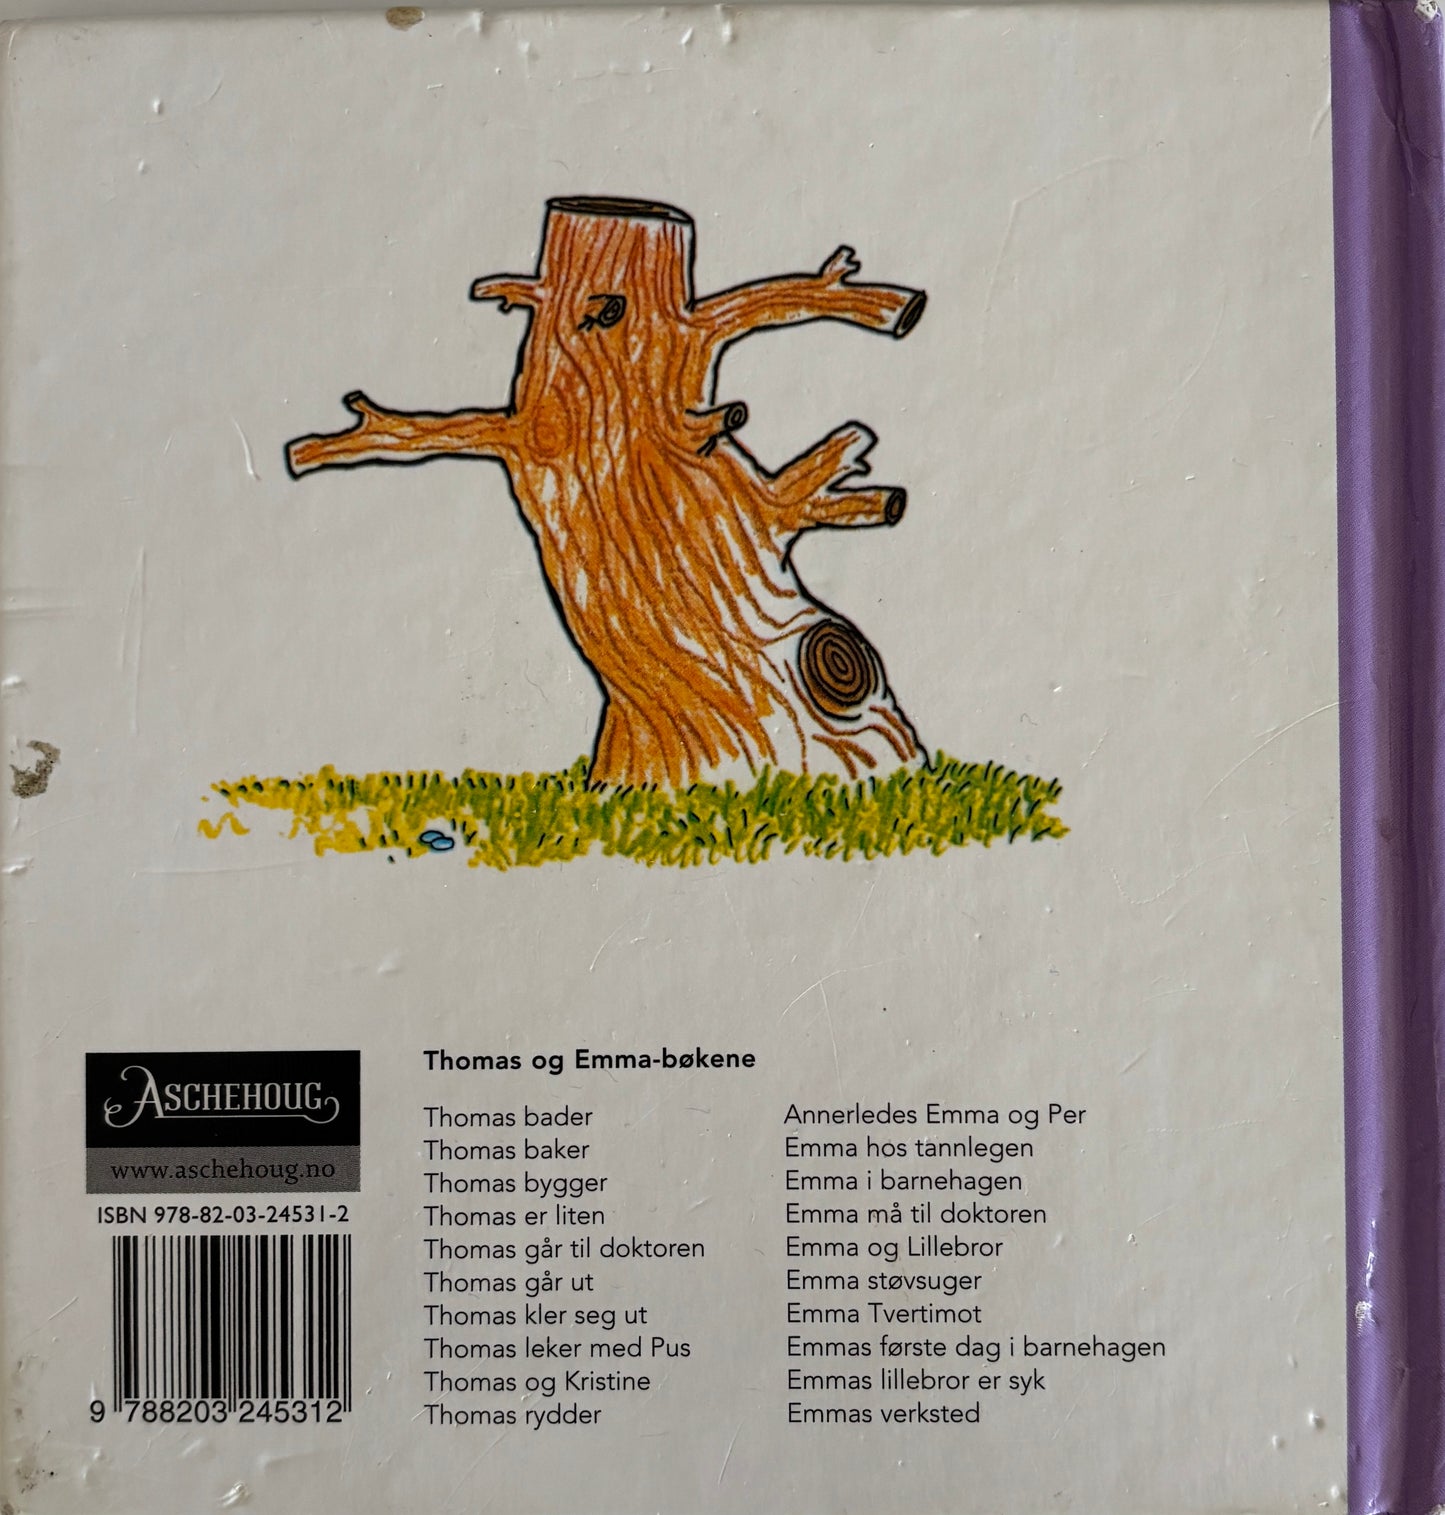 ASCHEHOUG
www.aschehoug.no
ISBN 978-82-03-24531-2
9 788203 245312
Thomas og Emma-bøkene
Thomas bader
Thomas baker
Thomas bygger
Thomas er liten
Thomas går til doktoren
Thomas går ut
Thomas kler seg ut
Thomas leker med Pus
Thomas og Kristine
Thomas rydder
Annerledes Emma og Per
Emma hos tannlegen
Emma i barnehagen
Emma må til doktoren
Emma og Lillebror
Emma støvsuger
Emma Tvertimot
Emmas første dag i barnehagen
Emmas lillebror er syk
Emmas verksted